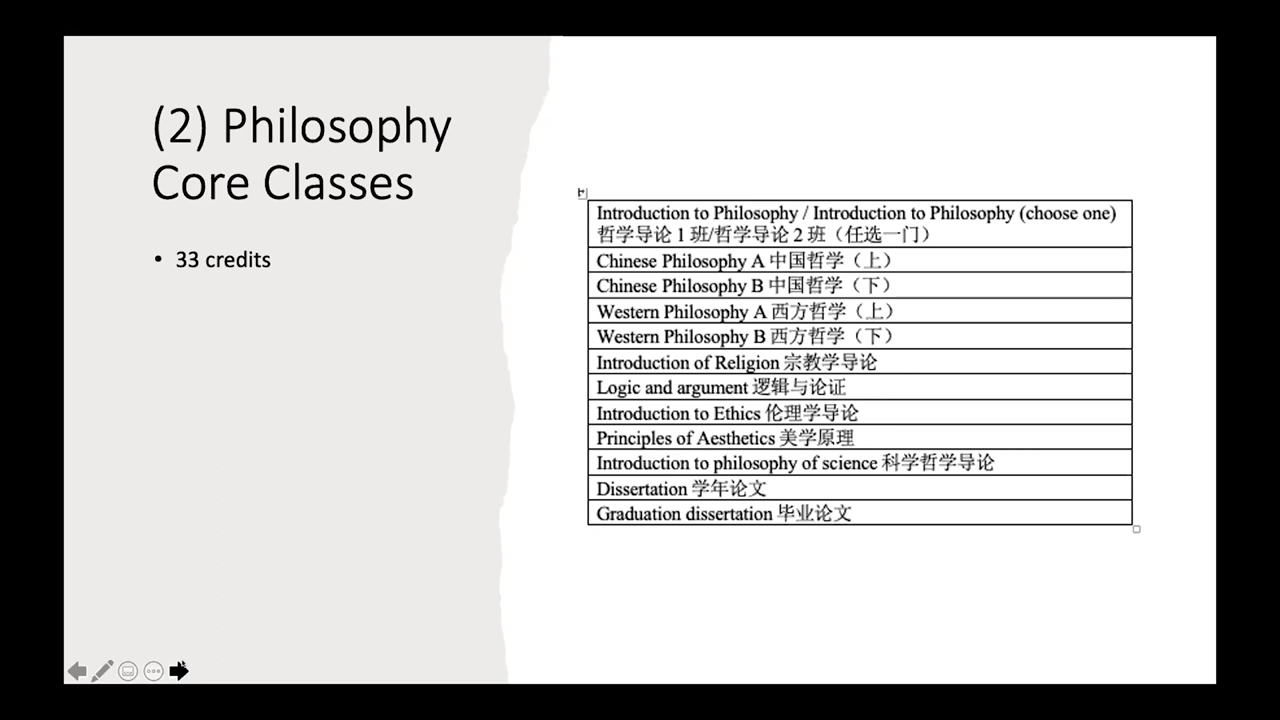 (2) Philosophy
Core Classes
• 33 credits
Introduction to Philosophy / Introduction to Philosophy (choose one)
哲学导论 1 班/哲学导论 2 班（任选一门）
Chinese Philosophy A 中国哲学（上）
Chinese Philosophy B 中国哲学（下）
Western Philosophy A 西方哲学（上）
Western Philosophy B 西方哲学（下）
Introduction of Religion 宗教学导论
Logic and argument 逻辑与论证
Introduction to Ethics 伦理学导论
Principles of Aesthetics 美学原理
Introduction to philosophy of science 科学哲学导论
Dissertation 学年论文
Graduation dissertation 毕业论文